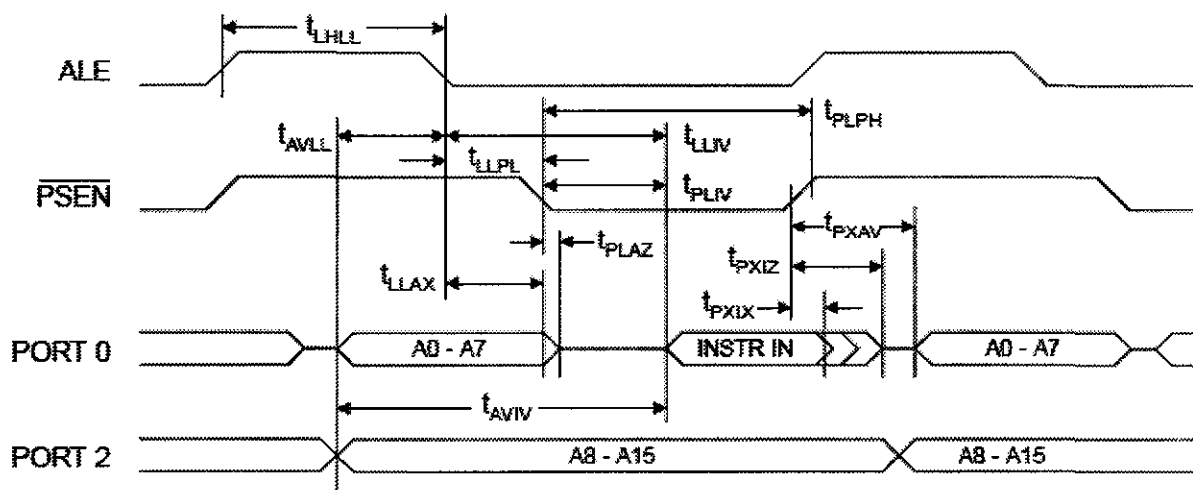 tLHLL
ALE
tPLPH
tAVLL
tLLIV
tLLPL
PSEN
tPLIV
tPXAV
tPLAZ
tLLAX
tPXIZ
tPXIX
PORT 0
A0 - A7
INSTR IN
A0 - A7
tAVIV
PORT 2
A8 - A15
A8 - A15